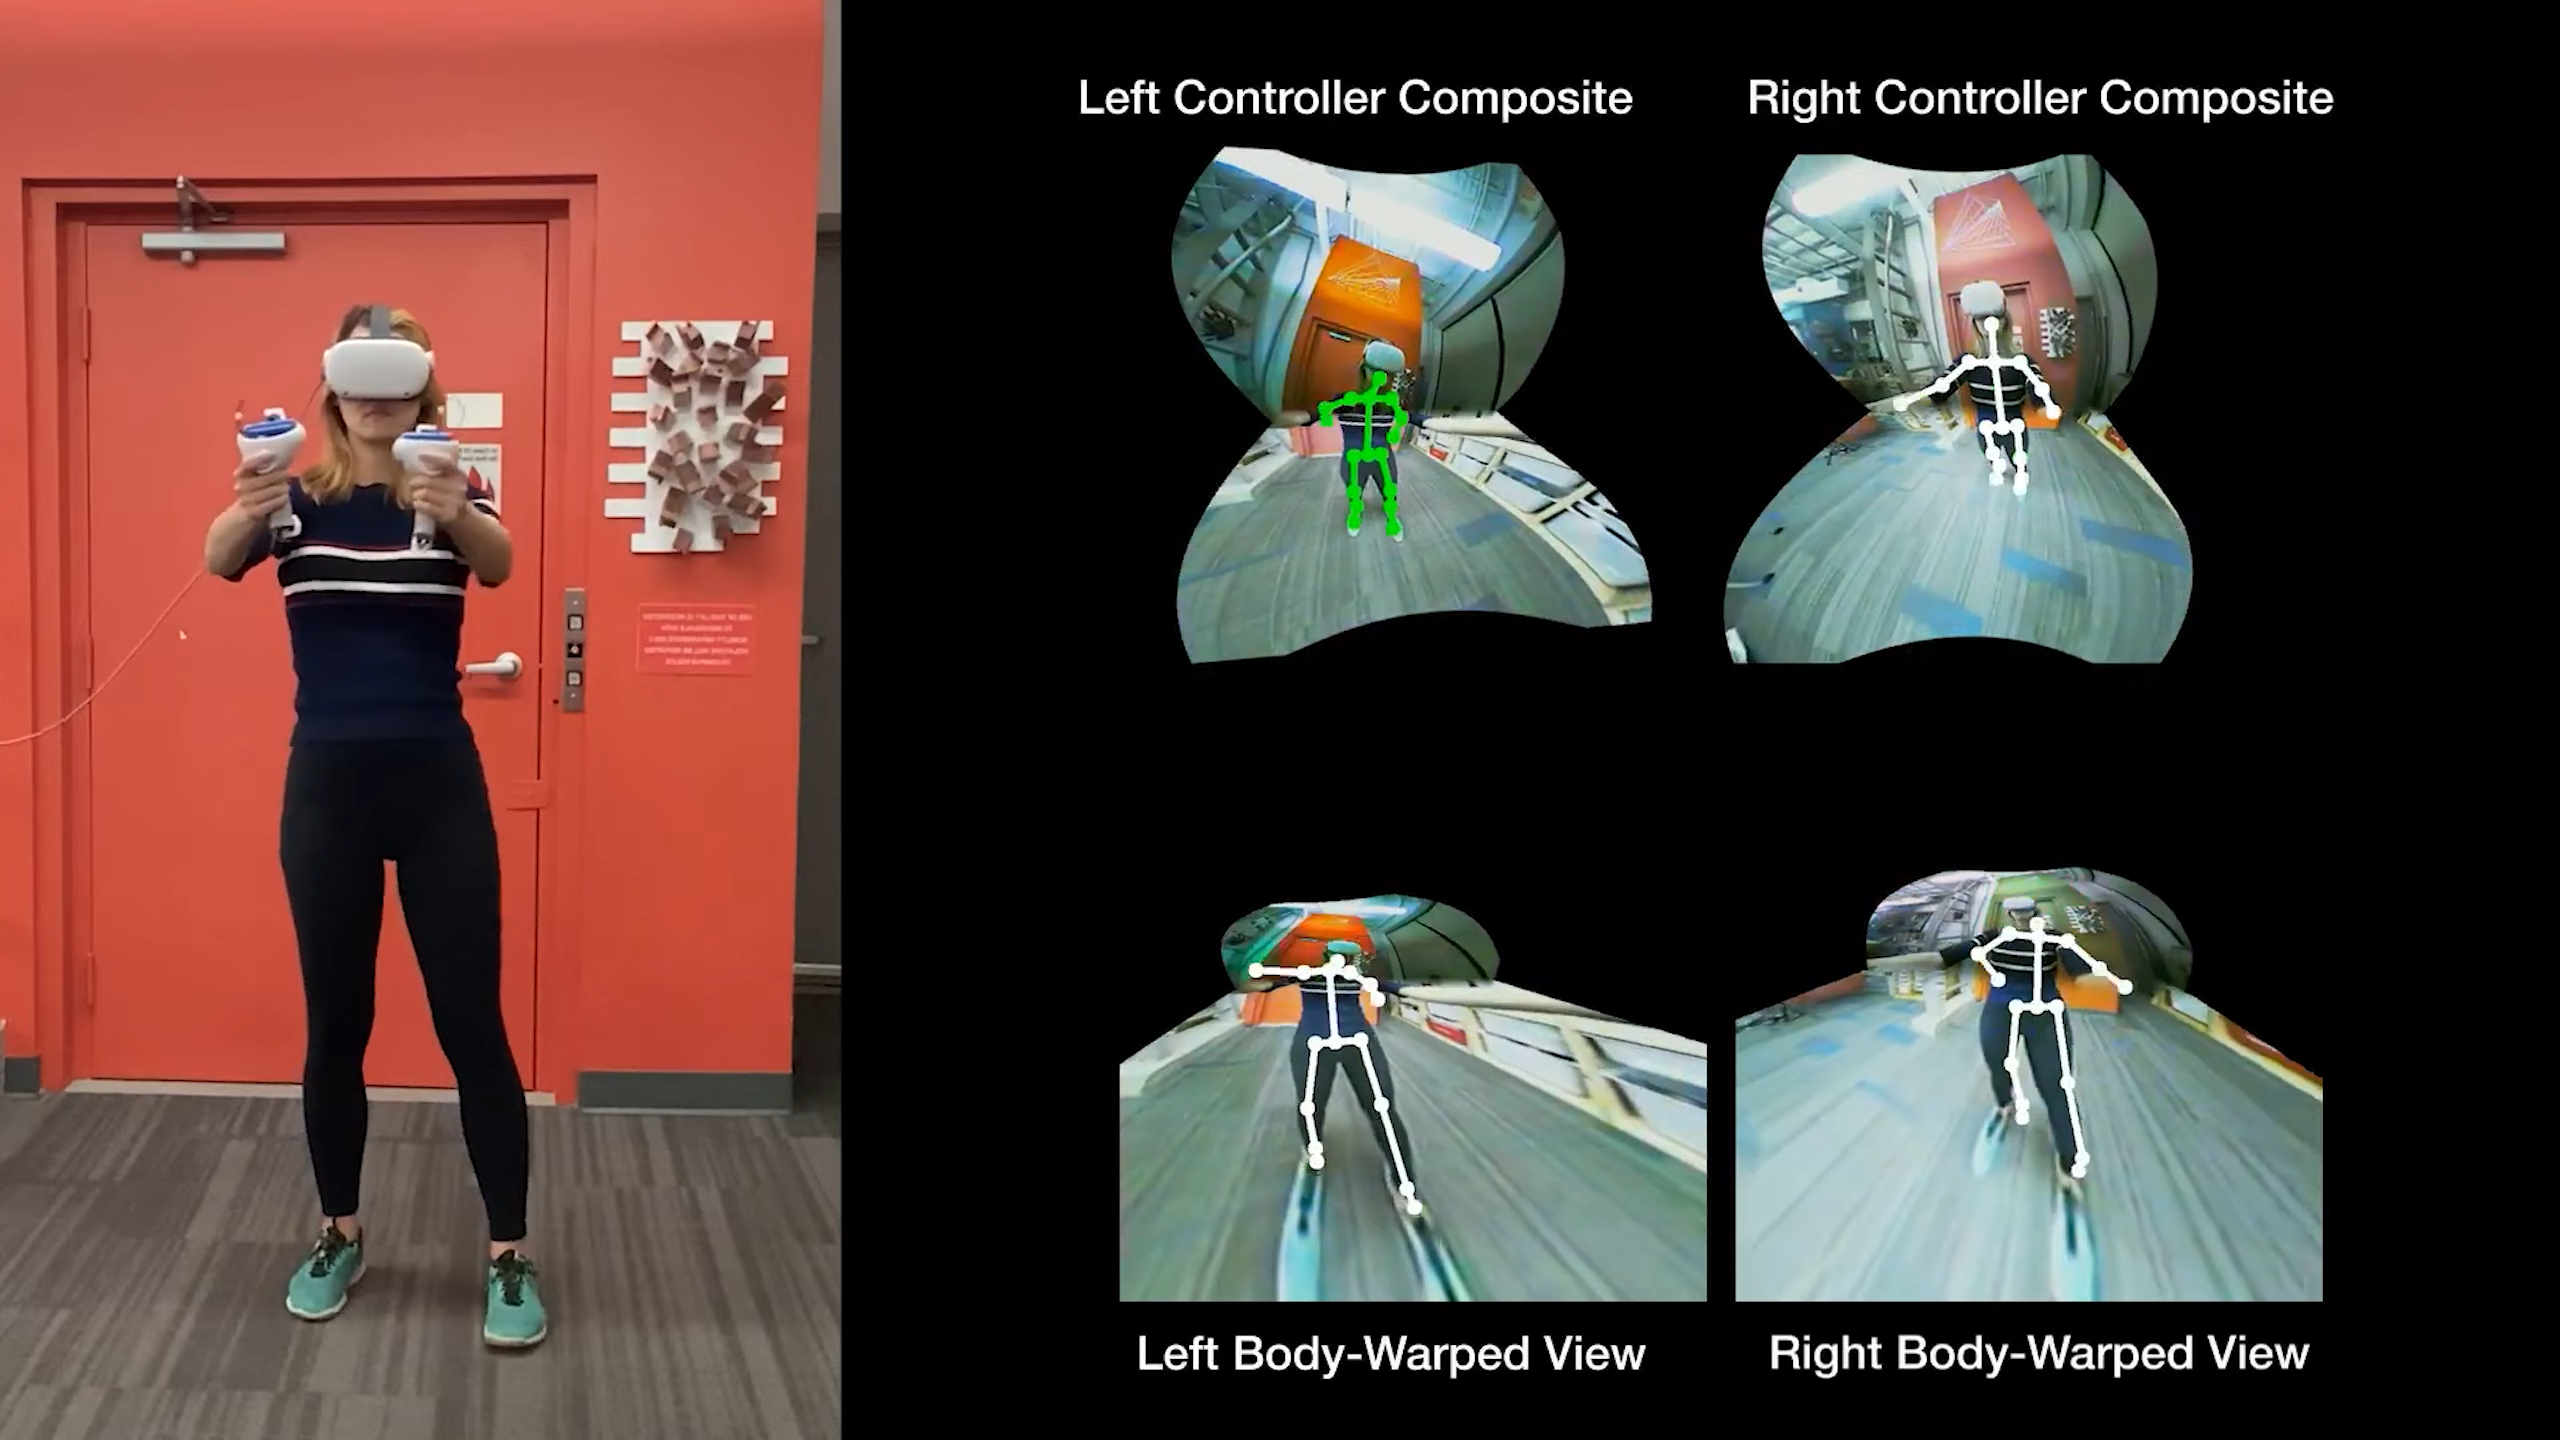 Left Controller Composite
Right Controller Composite
Left Body-Warped View
Right Body-Warped View